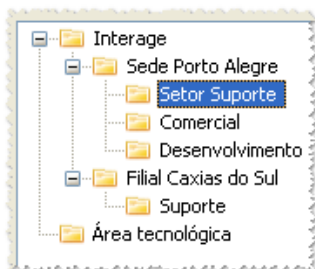 Interage
Sede Porto Alegre
Setor Suporte
Comercial
Desenvolvimento
Filial Caxias do Sul
Suporte
Área tecnológica